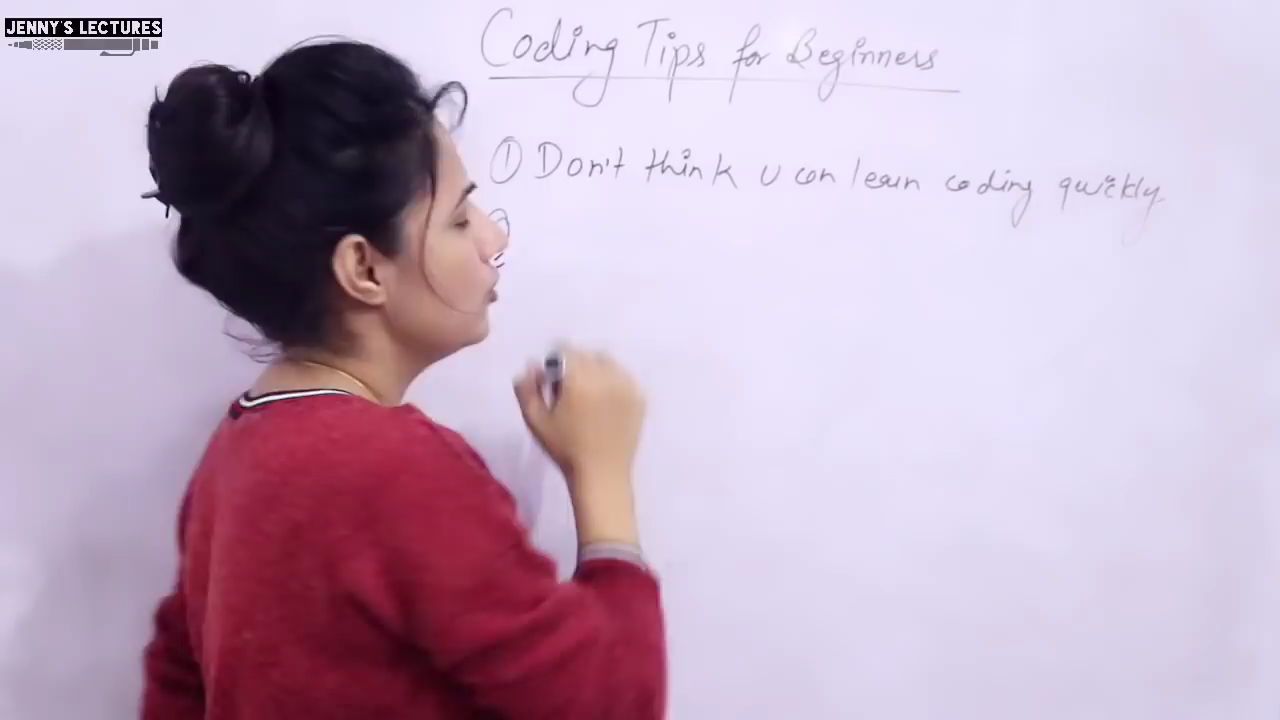 JENNY'S LECTURES
Coding Tips for Beginners
① Don't think u can learn coding quickly.